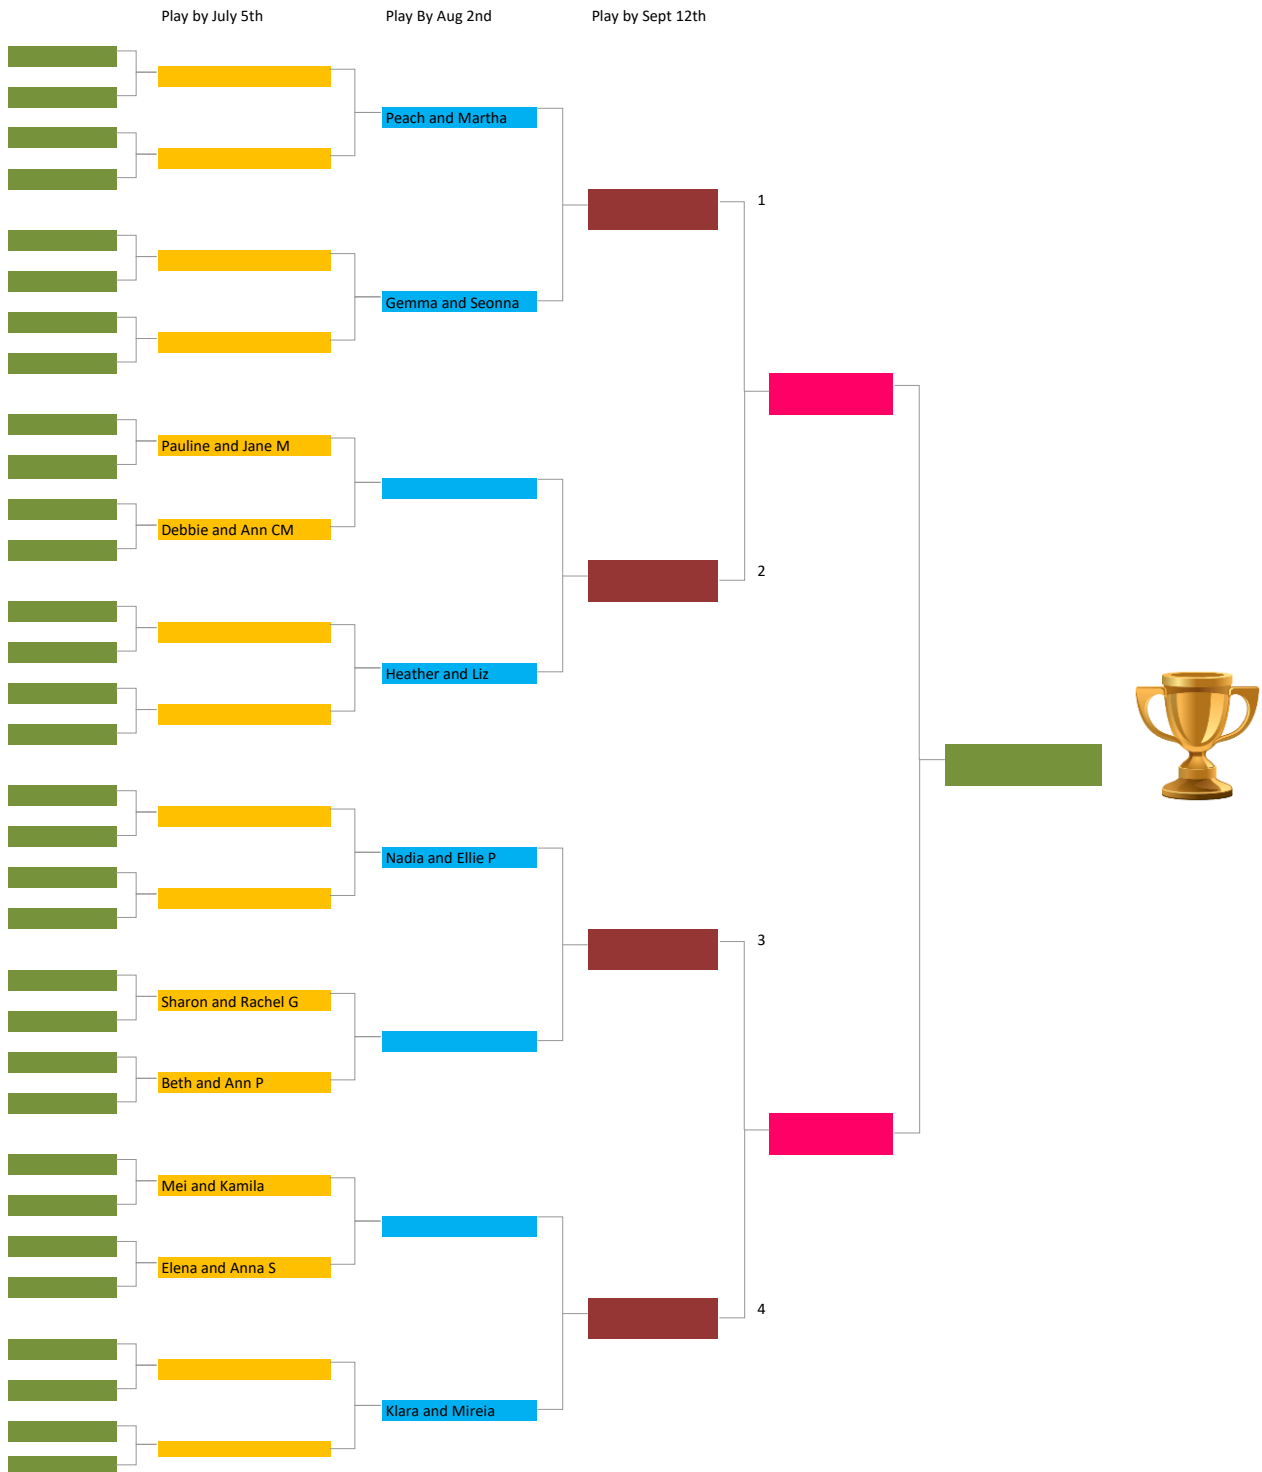 Play by July 5th
Play By Aug 2nd
Play by Sept 12th
Peach and Martha
1
Gemma and Seonna
Pauline and Jane M
Debbie and Ann CM
2
Heather and Liz
Nadia and Ellie P
3
Sharon and Rachel G
Beth and Ann P
Mei and Kamila
Elena and Anna S
4
Klara and Mireia